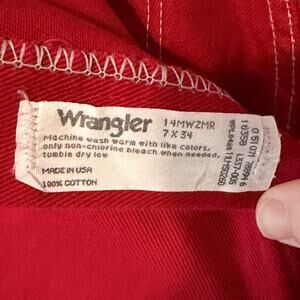 Wrangler
14MWZMR
7 X 34
Machine wash warm with like colors,
only non-chlorine bleach when needed,
tumble dry low
MADE IN USA
100% COTTON